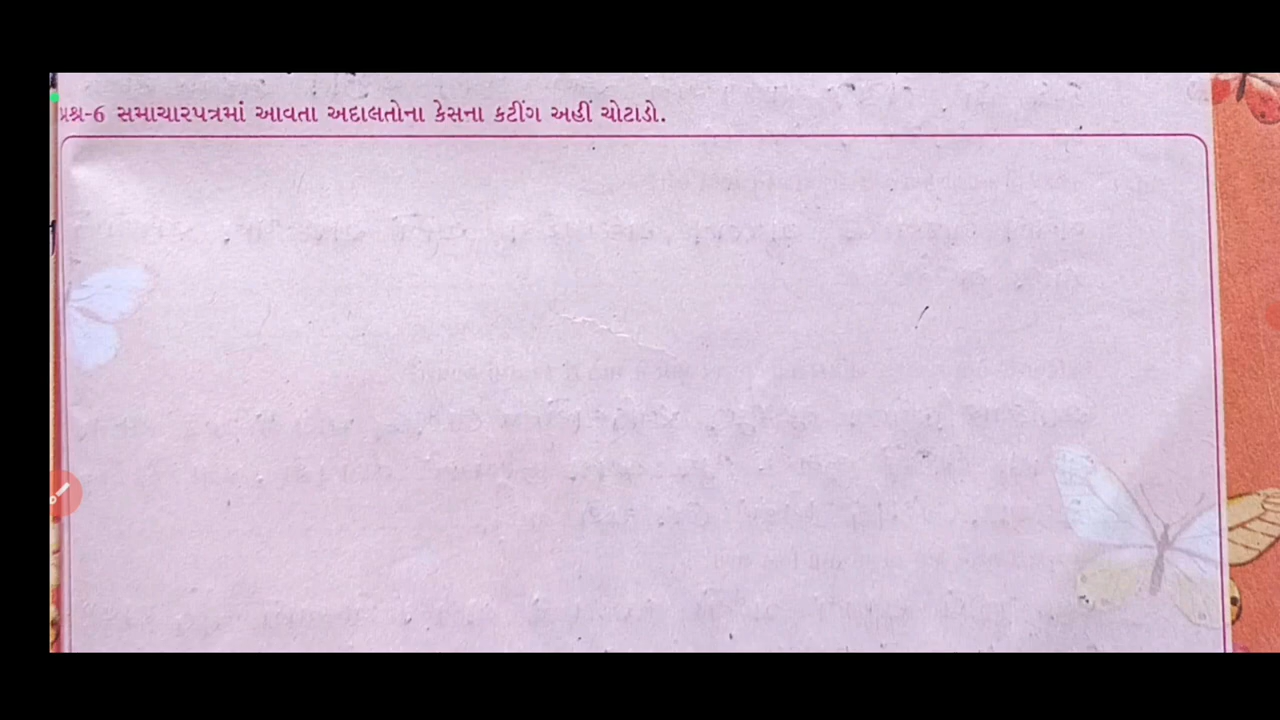 પ્રશ્ન-6 સમાચારપત્રમાં આવતા અદાલતોના કેસના કટીંગ અહીં ચોટાડો.